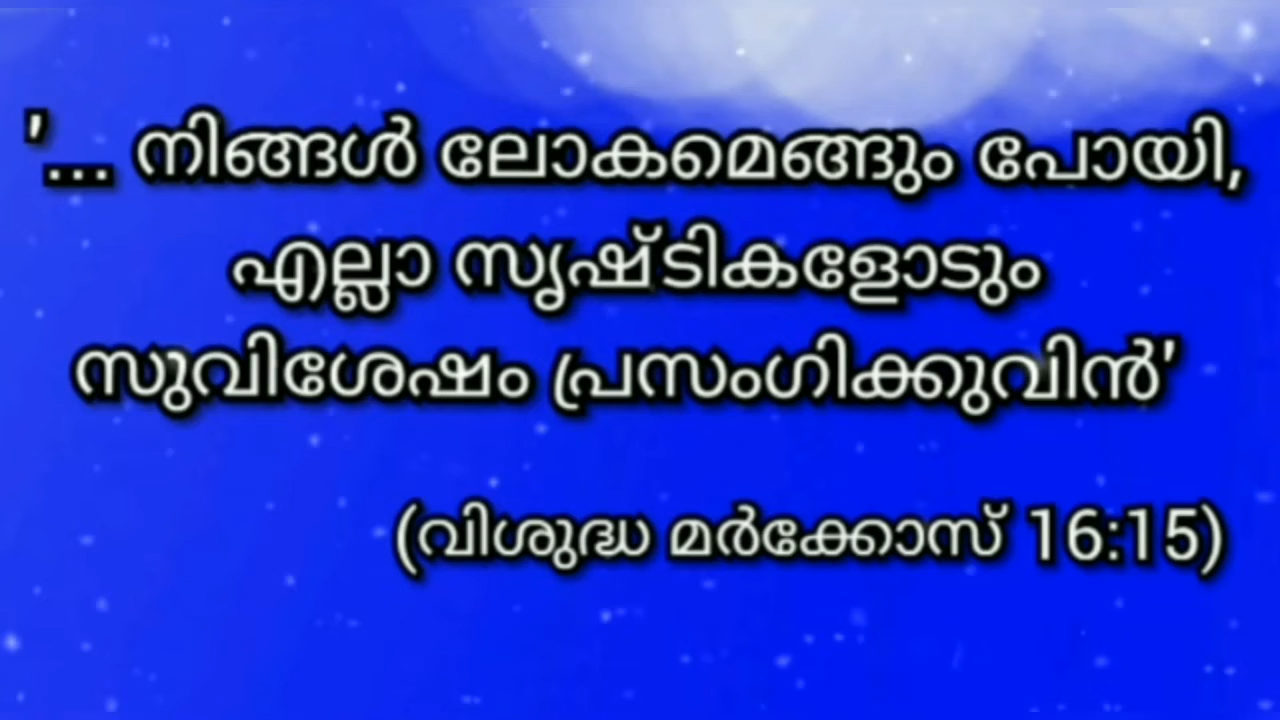 '... നിങ്ങൾ ലോകമെങ്ങും പോയി,
എല്ലാ സൃഷ്ടികളോടും
സുവിശേഷം പ്രസംഗിക്കുവിൻ'
(വിശുദ്ധ മർക്കോസ് 16:15)